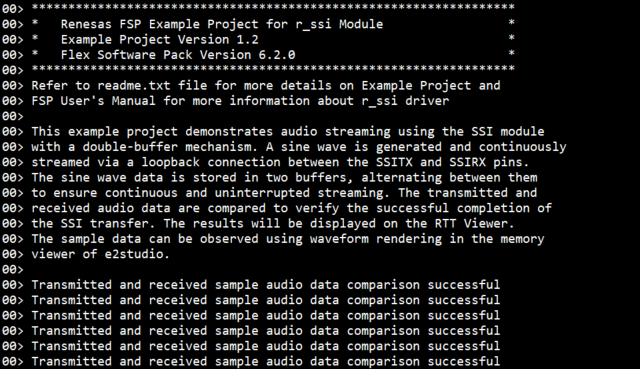 00> ****************************************************************
00> *   Renesas FSP Example Project for r_ssi Module                *
00> *   Example Project Version 1.2                                 *
00> *   Flex Software Pack Version 6.2.0                            *
00> ****************************************************************
00> Refer to readme.txt file for more details on Example Project and
00> FSP User's Manual for more information about r_ssi driver
00>
00> This example project demonstrates audio streaming using the SSI module
00> with a double-buffer mechanism. A sine wave is generated and continuously
00> streamed via a loopback connection between the SSITX and SSIRX pins.
00> The sine wave data is stored in two buffers, alternating between them
00> to ensure continuous and uninterrupted streaming. The transmitted and
00> received audio data are compared to verify the successful completion of
00> the SSI transfer. The results will be displayed on the RTT Viewer.
00> The sample data can be observed using waveform rendering in the memory
00> viewer of e2studio.
00>
00> Transmitted and received sample audio data comparison successful
00> Transmitted and received sample audio data comparison successful
00> Transmitted and received sample audio data comparison successful
00> Transmitted and received sample audio data comparison successful
00> Transmitted and received sample audio data comparison successful
00> Transmitted and received sample audio data comparison successful